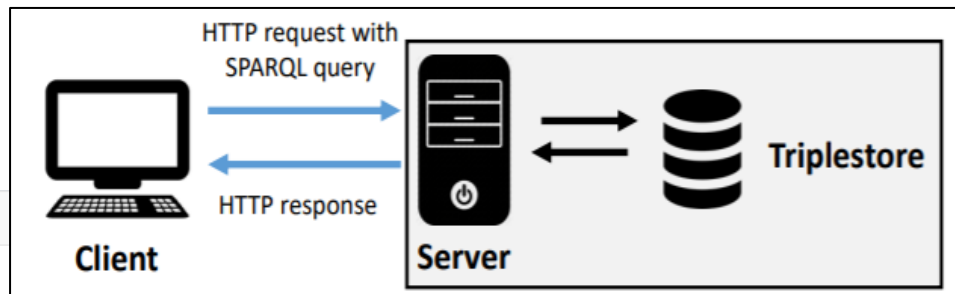 HTTP request with
SPARQL query
HTTP response
Client
Server
Triplestore